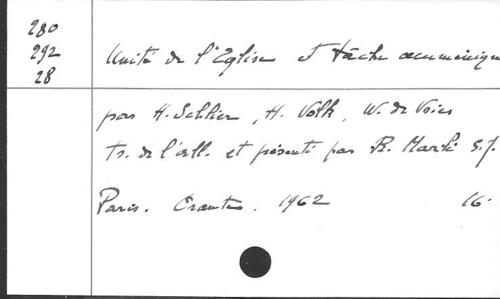 280
292
28
Unité de l'Eglise et tâche œcuménique
par H. Schlier, H. Volk, W. de Vries
tr. de l'all. et présenté par R. Marlé S.J.
Paris. Orante. 1962 16.